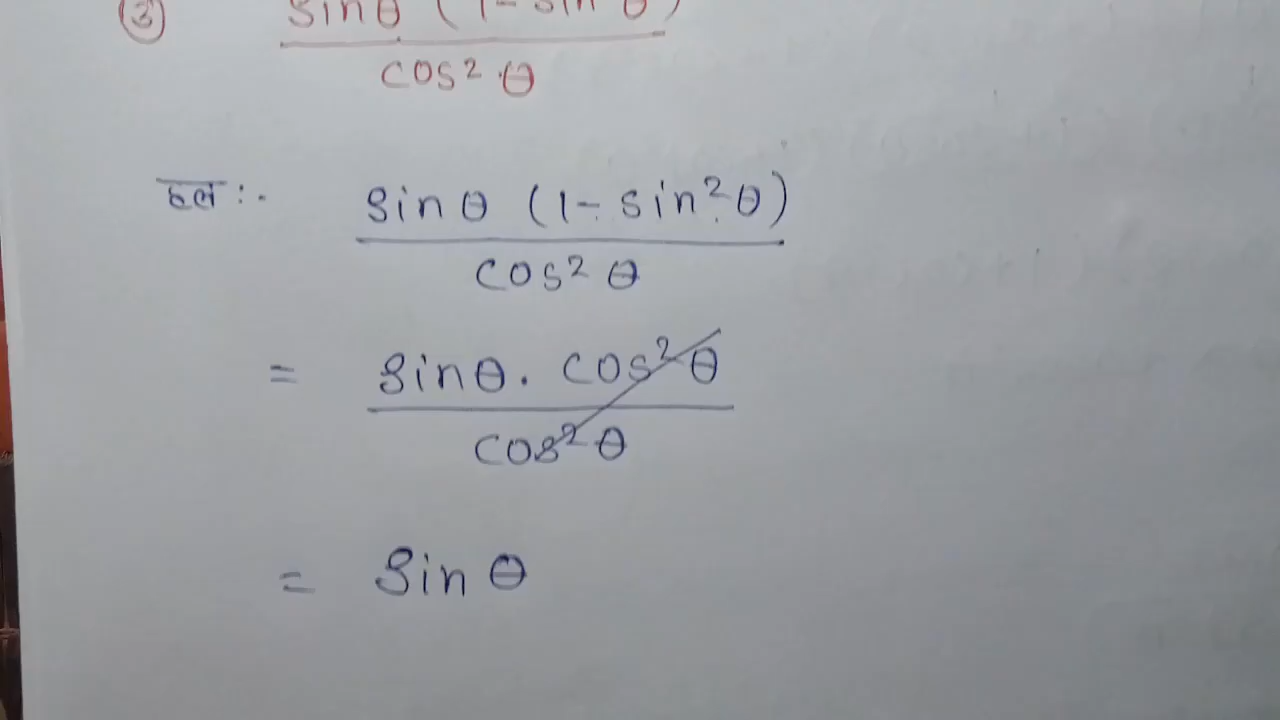 ③ sinθ (1-sin²θ)
cos²θ
हल :- sinθ (1-sin²θ)
cos²θ
= sinθ. cos²θ
cos²θ
= sinθ